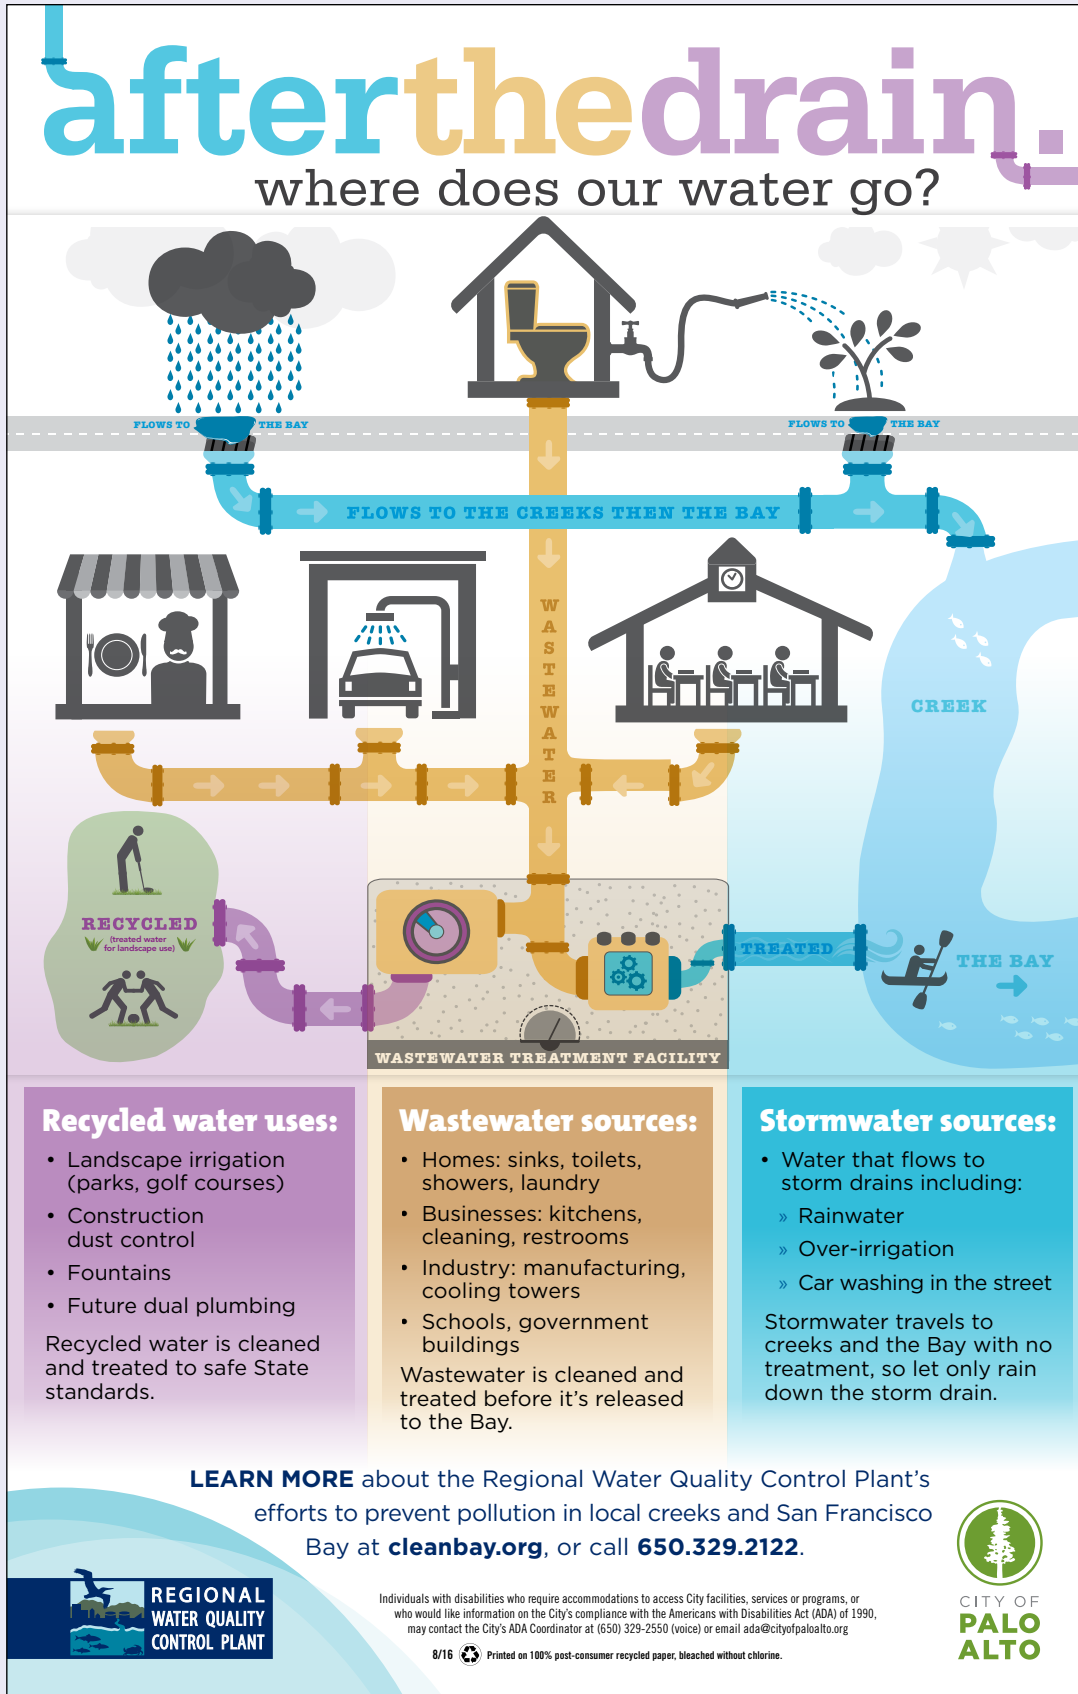 afterthedrain.
where does our water go?
FLOWS TO THE BAY
FLOWS TO THE BAY
FLOWS TO THE CREEKS THEN THE BAY
WASTEWATER
CREEK
RECYCLED
(treated water
for landscape use)
TREATED
THE BAY
WASTEWATER TREATMENT FACILITY
Recycled water uses:
• Landscape irrigation
(parks, golf courses)
• Construction
dust control
• Fountains
• Future dual plumbing
Recycled water is cleaned
and treated to safe State
standards.
Wastewater sources:
• Homes: sinks, toilets,
showers, laundry
• Businesses: kitchens,
cleaning, restrooms
• Industry: manufacturing,
cooling towers
• Schools, government
buildings
Wastewater is cleaned and
treated before it's released
to the Bay.
Stormwater sources:
• Water that flows to
storm drains including:
» Rainwater
» Over-irrigation
» Car washing in the street
Stormwater travels to
creeks and the Bay with no
treatment, so let only rain
down the storm drain.
LEARN MORE about the Regional Water Quality Control Plant's
efforts to prevent pollution in local creeks and San Francisco
Bay at cleanbay.org, or call 650.329.2122.
REGIONAL
WATER QUALITY
CONTROL PLANT
Individuals with disabilities who require accommodations to access City facilities, services or programs, or
who would like information on the City's compliance with the Americans with Disabilities Act (ADA) of 1990,
may contact the City's ADA Coordinator at (650) 329-2550 (voice) or email ada@cityofpaloalto.org
8/16 Printed on 100% post-consumer recycled paper, bleached without chlorine.
CITY OF
PALO
ALTO